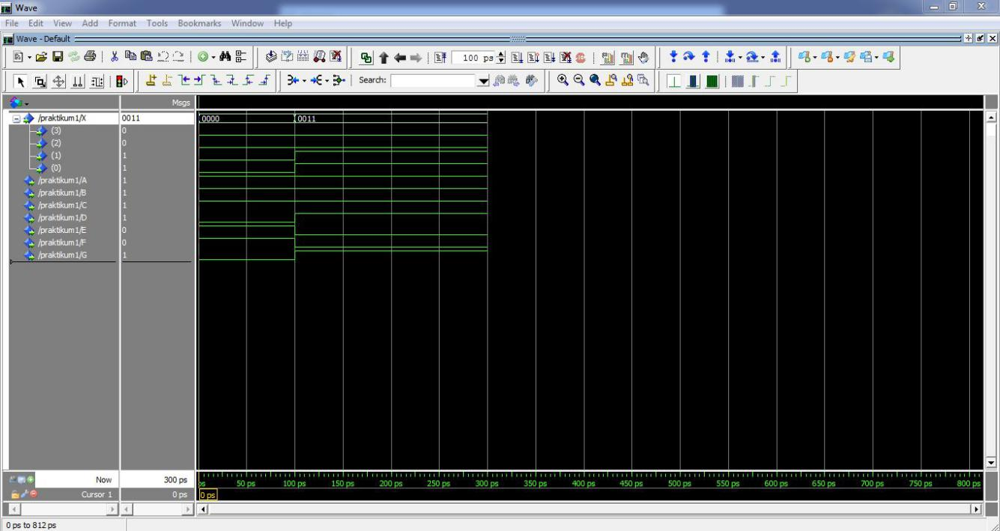 Wave
File Edit View Add Format Tools Bookmarks Window Help
Wave - Default
100 ps
Search:
Msgs
/praktikum1/X 0011 0000 0011
(3) 0
(2) 0
(1) 1
(0) 1
/praktikum1/A 1
/praktikum1/B 1
/praktikum1/C 1
/praktikum1/D 1
/praktikum1/E 0
/praktikum1/F 0
/praktikum1/G 1
Now 300 ps ps 50 ps 100 ps 150 ps 200 ps 250 ps 300 ps 350 ps 400 ps 450 ps 500 ps 550 ps 600 ps 650 ps 700 ps 750 ps 800 ps
Cursor 1 0 ps 0 ps
0 ps to 812 ps